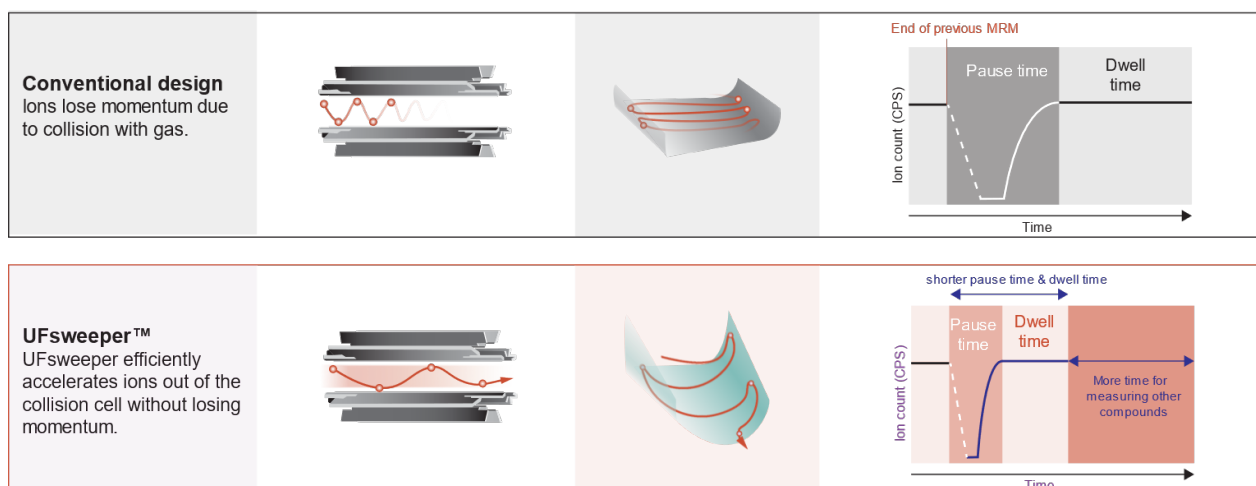 Conventional design
Ions lose momentum due
to collision with gas.
End of previous MRM
Pause time
Dwell
time
Ion count (CPS)
Time
UFsweeper™
UFsweeper efficiently
accelerates ions out of the
collision cell without losing
momentum.
shorter pause time & dwell time
Pause
time
Dwell
time
More time for
measuring other
compounds
Ion count (CPS)
Time